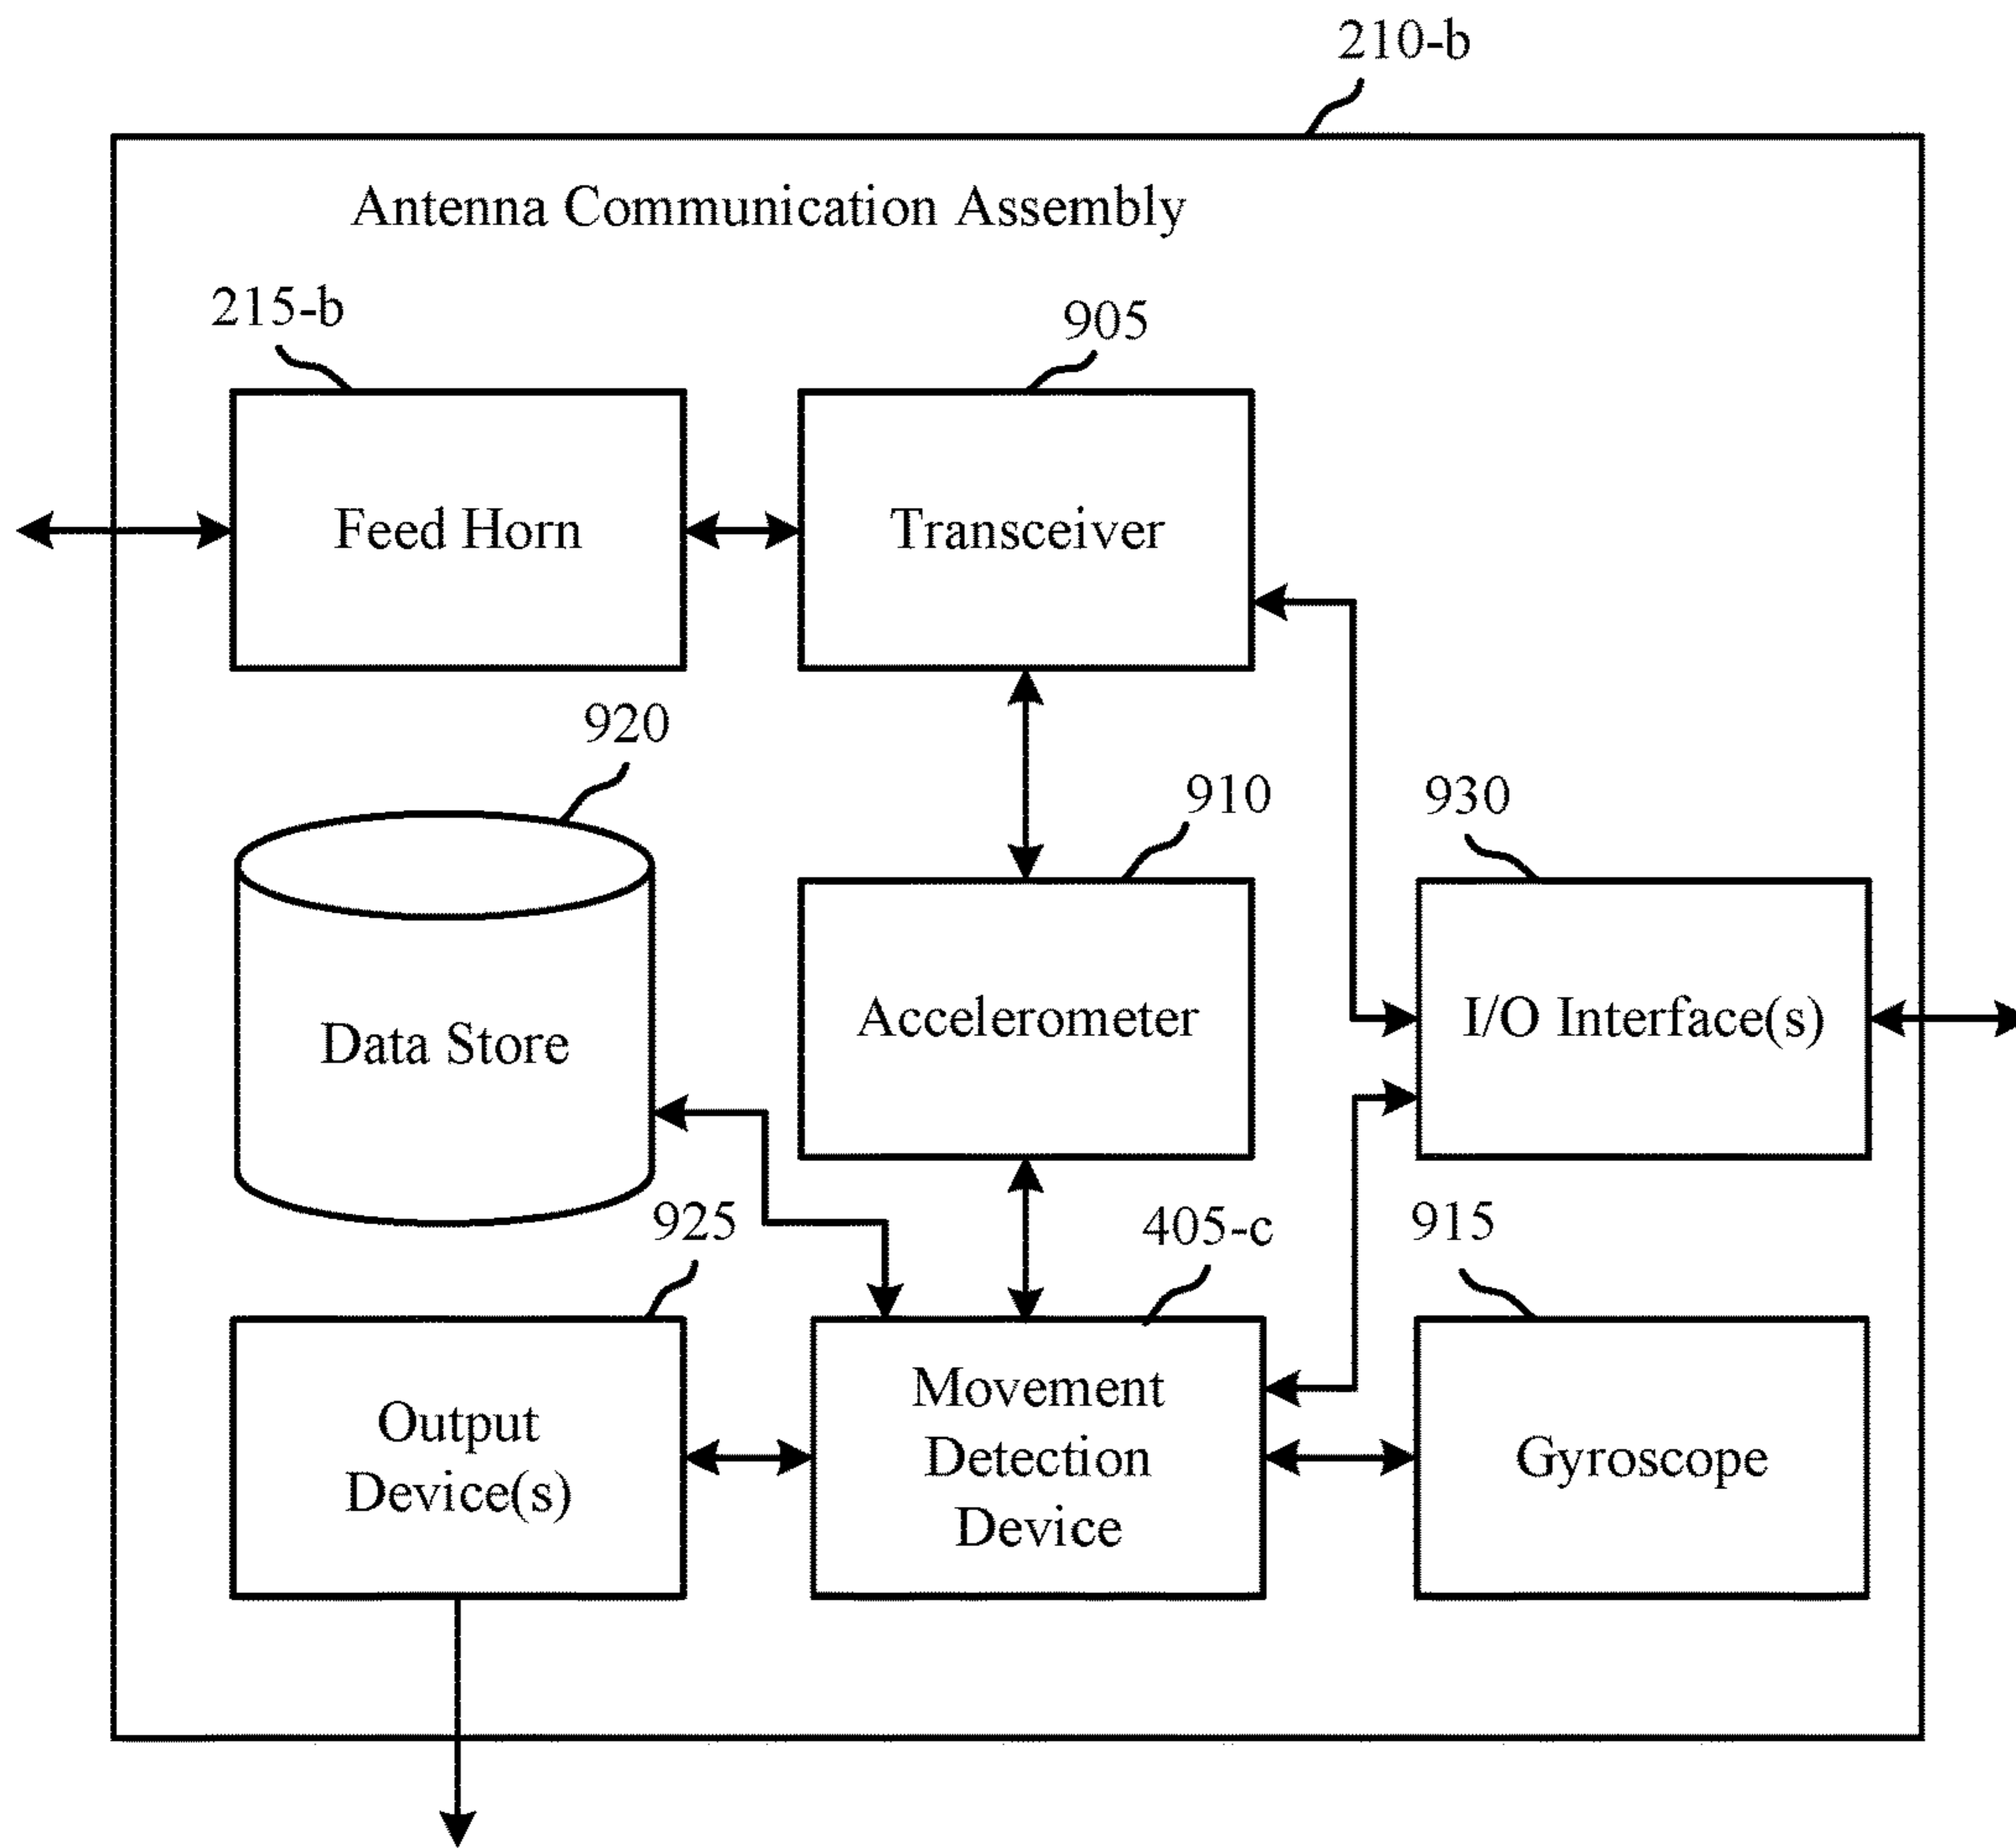 210-b
Antenna Communication Assembly
215-b
905
Feed Horn
Transceiver
920
910
930
Data Store
Accelerometer
I/O Interface(s)
925
405-c
915
Output
Device(s)
Movement
Detection
Device
Gyroscope